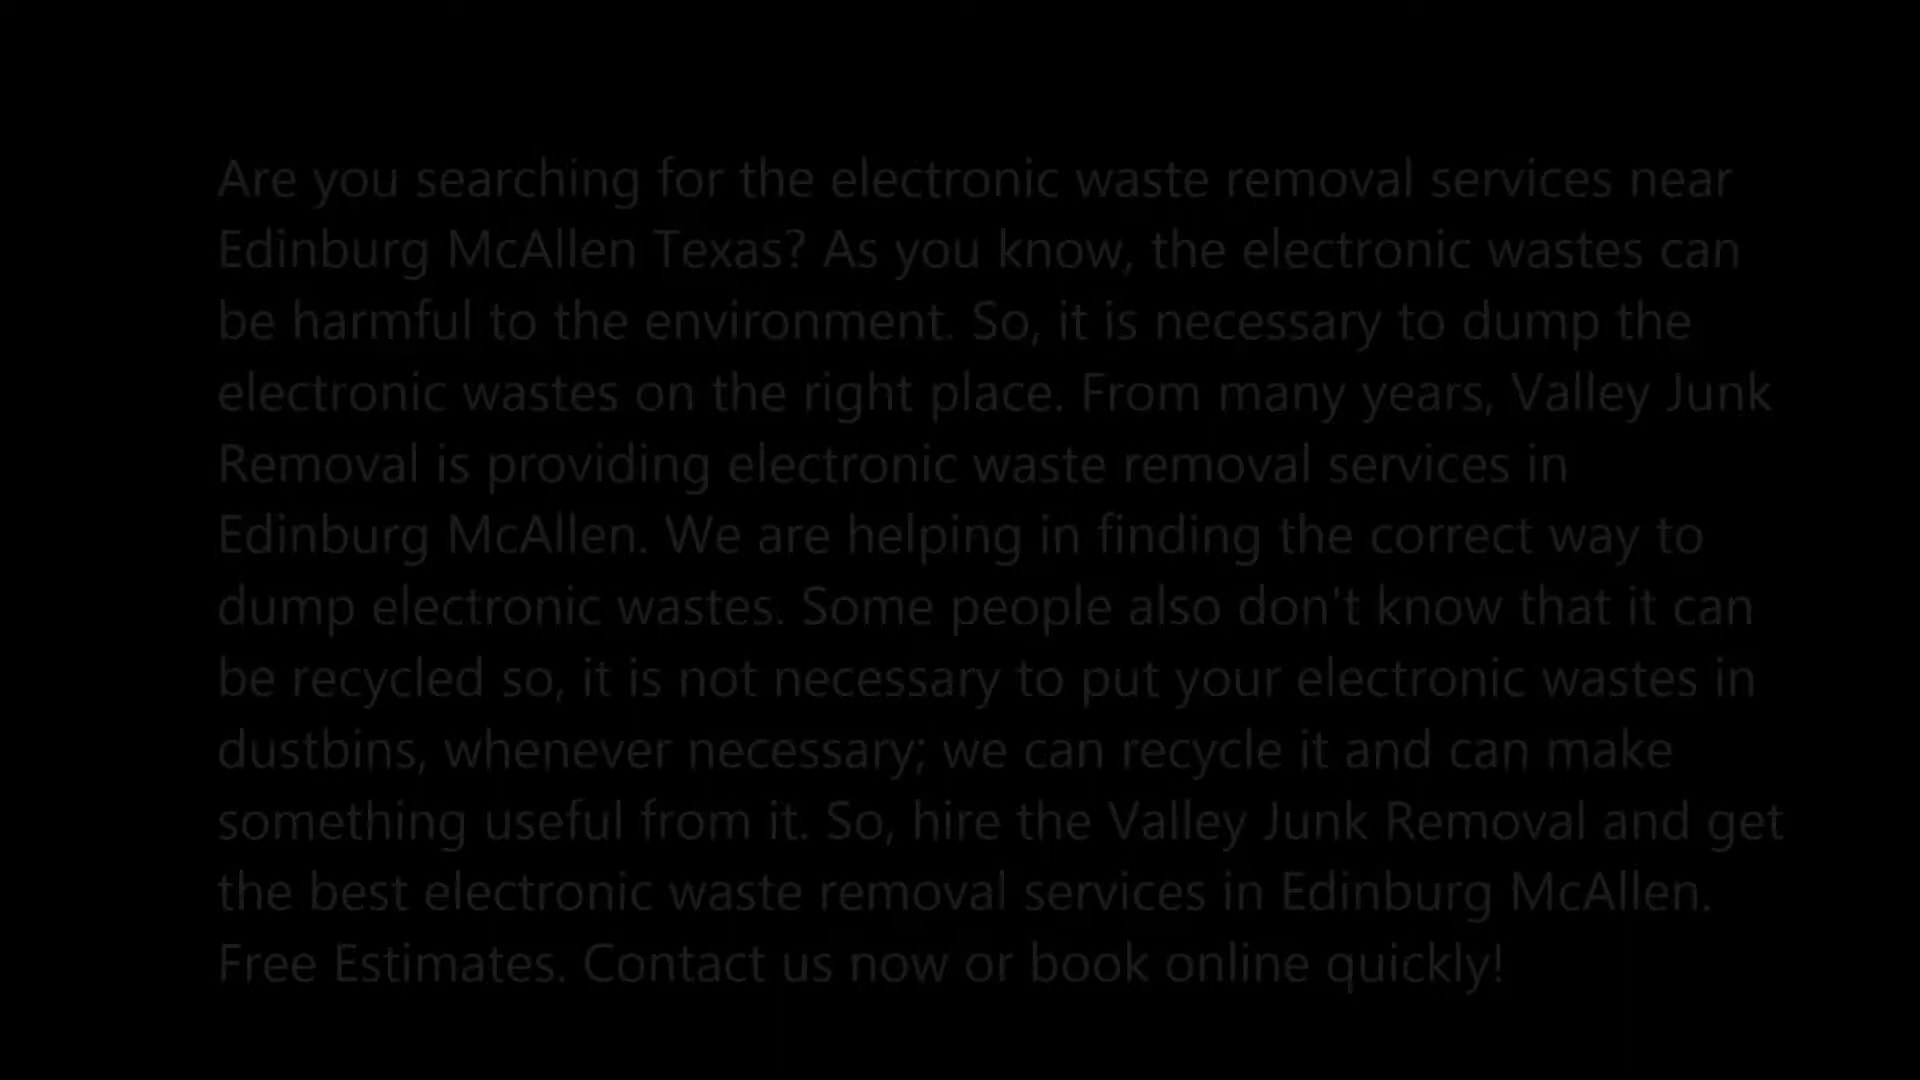 Are you searching for the electronic waste removal services near
Edinburg McAllen Texas? As you know, the electronic wastes can
be harmful to the environment. So, it is necessary to dump the
electronic wastes on the right place. From many years, Valley Junk
Removal is providing electronic waste removal services in
Edinburg McAllen. We are helping in finding the correct way to
dump electronic wastes. Some people also don't know that it can
be recycled so, it is not necessary to put your electronic wastes in
dustbins, whenever necessary; we can recycle it and can make
something useful from it. So, hire the Valley Junk Removal and get
the best electronic waste removal services in Edinburg McAllen.
Free Estimates. Contact us now or book online quickly!